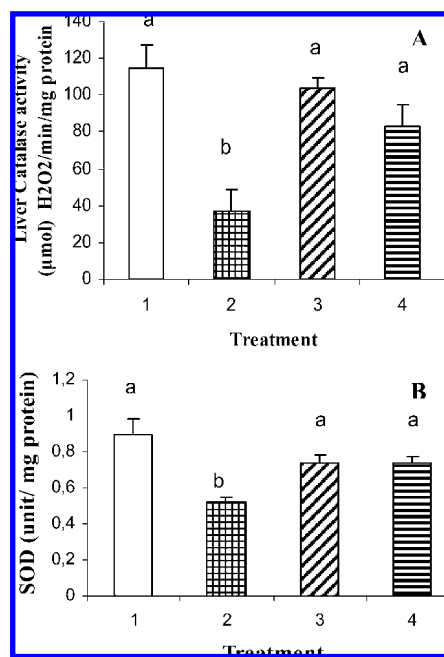 Liver Catalase activity
(μmol) H2O2/min/mg protein
140
120
100
80
60
40
20
0
a
b
a
a
A
1 2 3 4
Treatment
SOD (unit/ mg protein)
1,2
1
0,8
0,6
0,4
0,2
0
a
b
a
a
B
1 2 3 4
Treatment